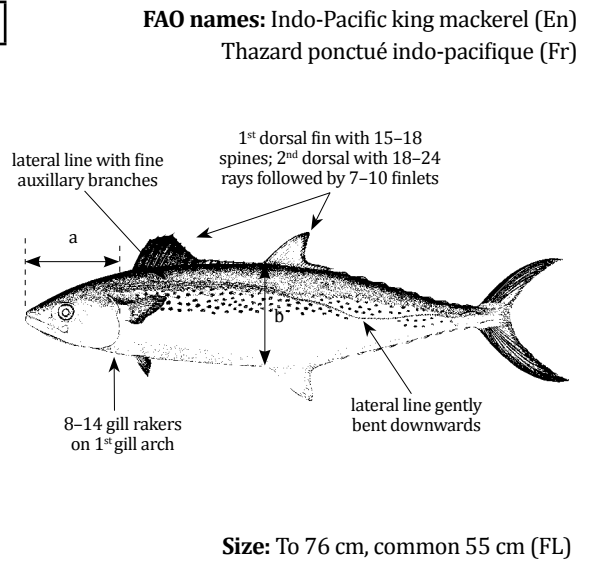 FAO names: Indo-Pacific king mackerel (En)
Thazard ponctué indo-pacifique (Fr)
1st dorsal fin with 15–18
spines; 2nd dorsal with 18–24
rays followed by 7–10 finlets
lateral line with fine
auxillary branches
a
b
lateral line gently
bent downwards
8–14 gill rakers
on 1st gill arch
Size: To 76 cm, common 55 cm (FL)